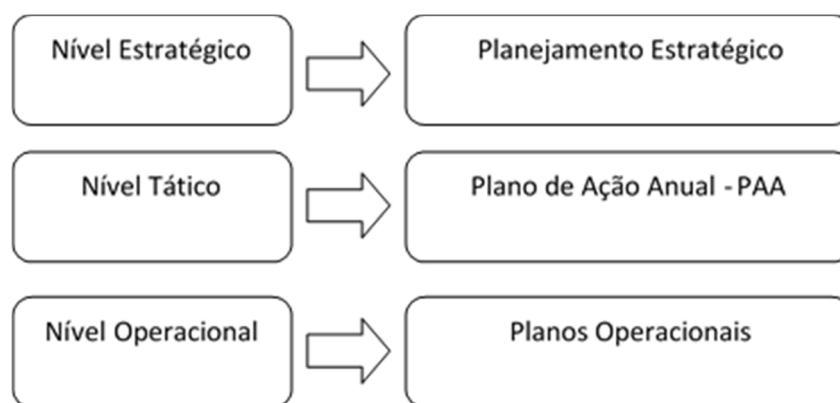 Nível Estratégico
Planejamento Estratégico
Nível Tático
Plano de Ação Anual - PAA
Nível Operacional
Planos Operacionais